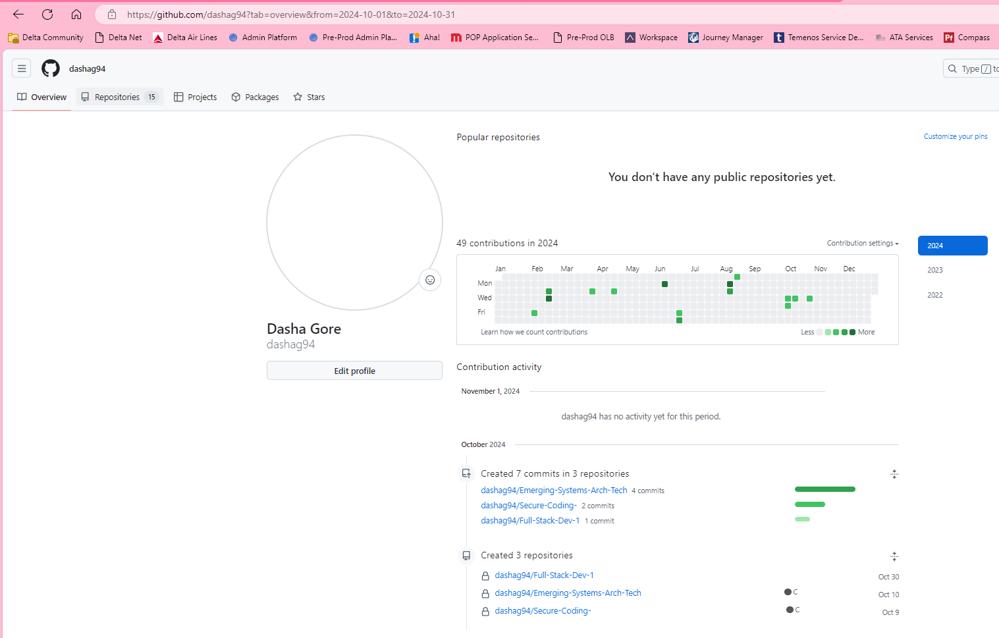 https://github.com/dashag94?tab=overview&from=2024-10-01&to=2024-10-31
Delta Community Delta Net Delta Air Lines Admin Platform Pre-Prod Admin Pla... Aha! POP Application Se... Pre-Prod OLB Workspace Journey Manager Temenos Service De... ATA Services Compass
dashag94 Type / to
Overview Repositories 15 Projects Packages Stars
Popular repositories Customize your pins
You don't have any public repositories yet.
49 contributions in 2024 Contribution settings
2024
2023
2022
Jan Feb Mar Apr May Jun Jul Aug Sep Oct Nov Dec
Mon
Wed
Fri
Learn how we count contributions Less More
Dasha Gore
dashag94
Edit profile
Contribution activity
November 1, 2024
dashag94 has no activity yet for this period.
October 2024
Created 7 commits in 3 repositories
dashag94/Emerging-Systems-Arch-Tech 4 commits
dashag94/Secure-Coding- 2 commits
dashag94/Full-Stack-Dev-1 1 commit
Created 3 repositories
dashag94/Full-Stack-Dev-1 Oct 30
dashag94/Emerging-Systems-Arch-Tech C Oct 10
dashag94/Secure-Coding- C Oct 9